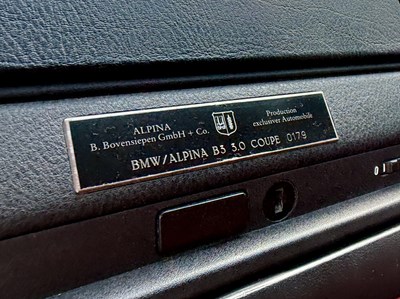 ALPINA
B. Bovensiepen GmbH + Co.
Production
exclusiver Automobile
BMW/ALPINA B3 3.0 COUPE 0179